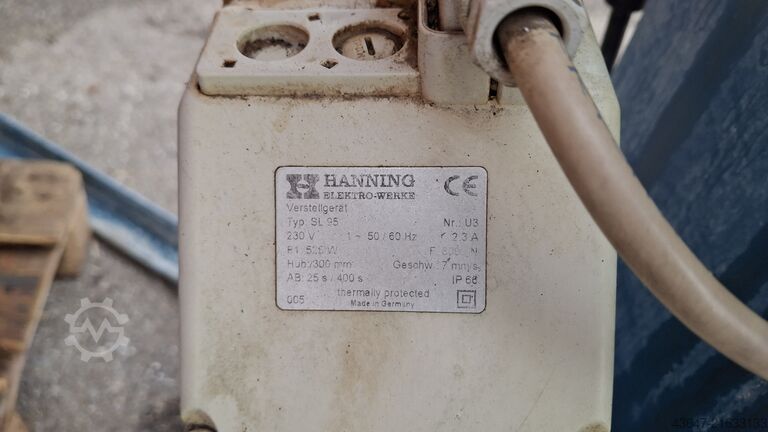 HANNING
ELEKTRO-WERKE
CE
Verstellgerät
Typ: SL 95 Nr.: U3
230 V 1 ~ 50 / 60 Hz 2,3 A
P1: W F: N
Hub: 300 mm Geschw.: 7 mm/s
AB: 25 s / 400 s IP 66
005 thermally protected
Made in Germany